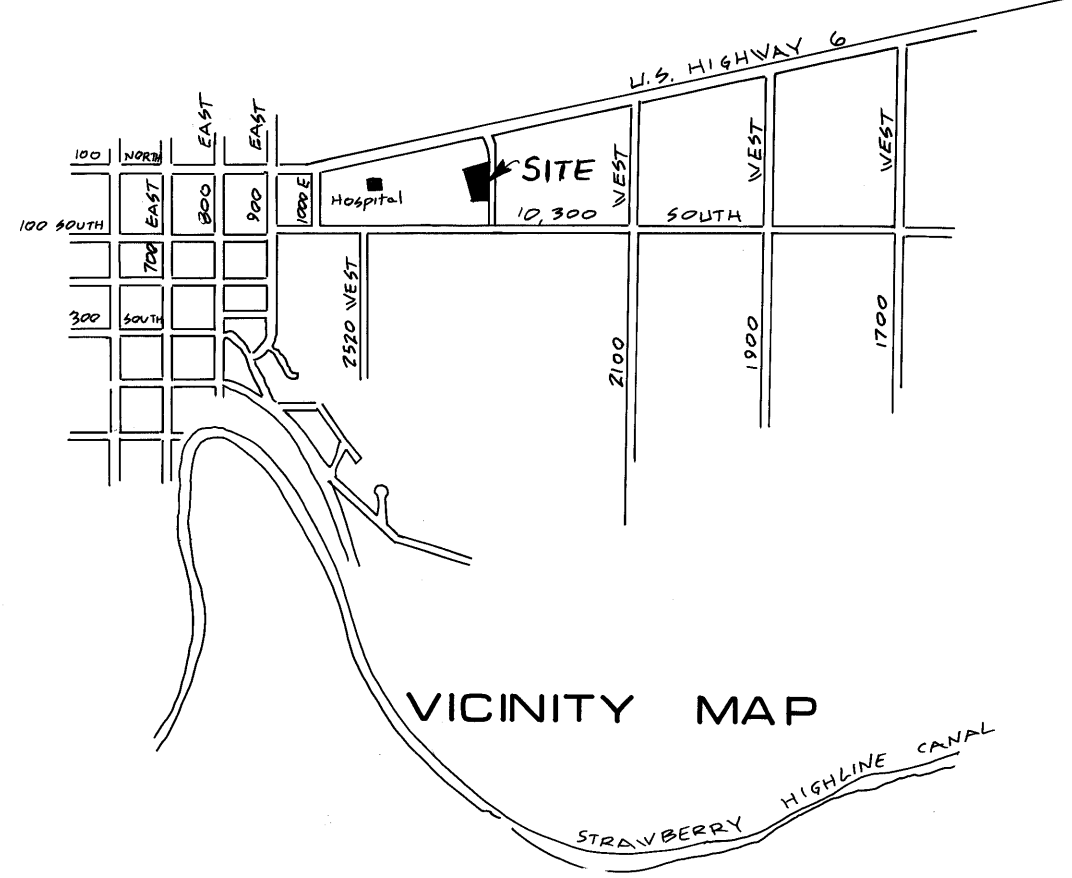 U.S. HIGHWAY 6
EAST
EAST
WEST
WEST
WEST
100 NORTH
SITE
Hospital
EAST
800
900
1000 E
10,300 SOUTH
100 SOUTH
700
2520 WEST
300 SOUTH
2100
1900
1700
VICINITY MAP
STRAWBERRY HIGHLINE CANAL